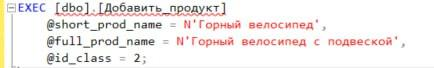 EXEC [dbo].[Добавить_продукт]
@short_prod_name = N'Горный велосипед',
@full_prod_name = N'Горный велосипед с подвеской',
@id_class = 2;